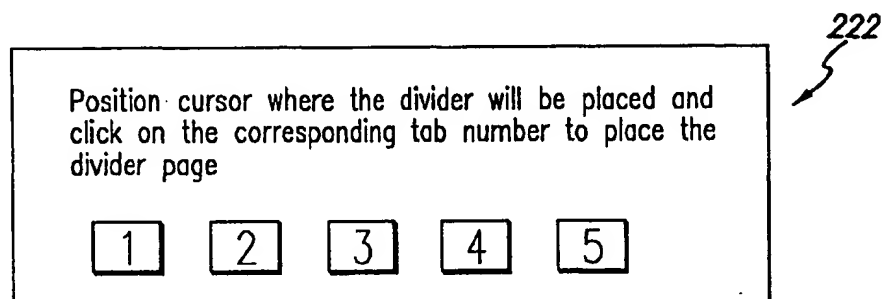 222
Position cursor where the divider will be placed and
click on the corresponding tab number to place the
divider page
1 2 3 4 5